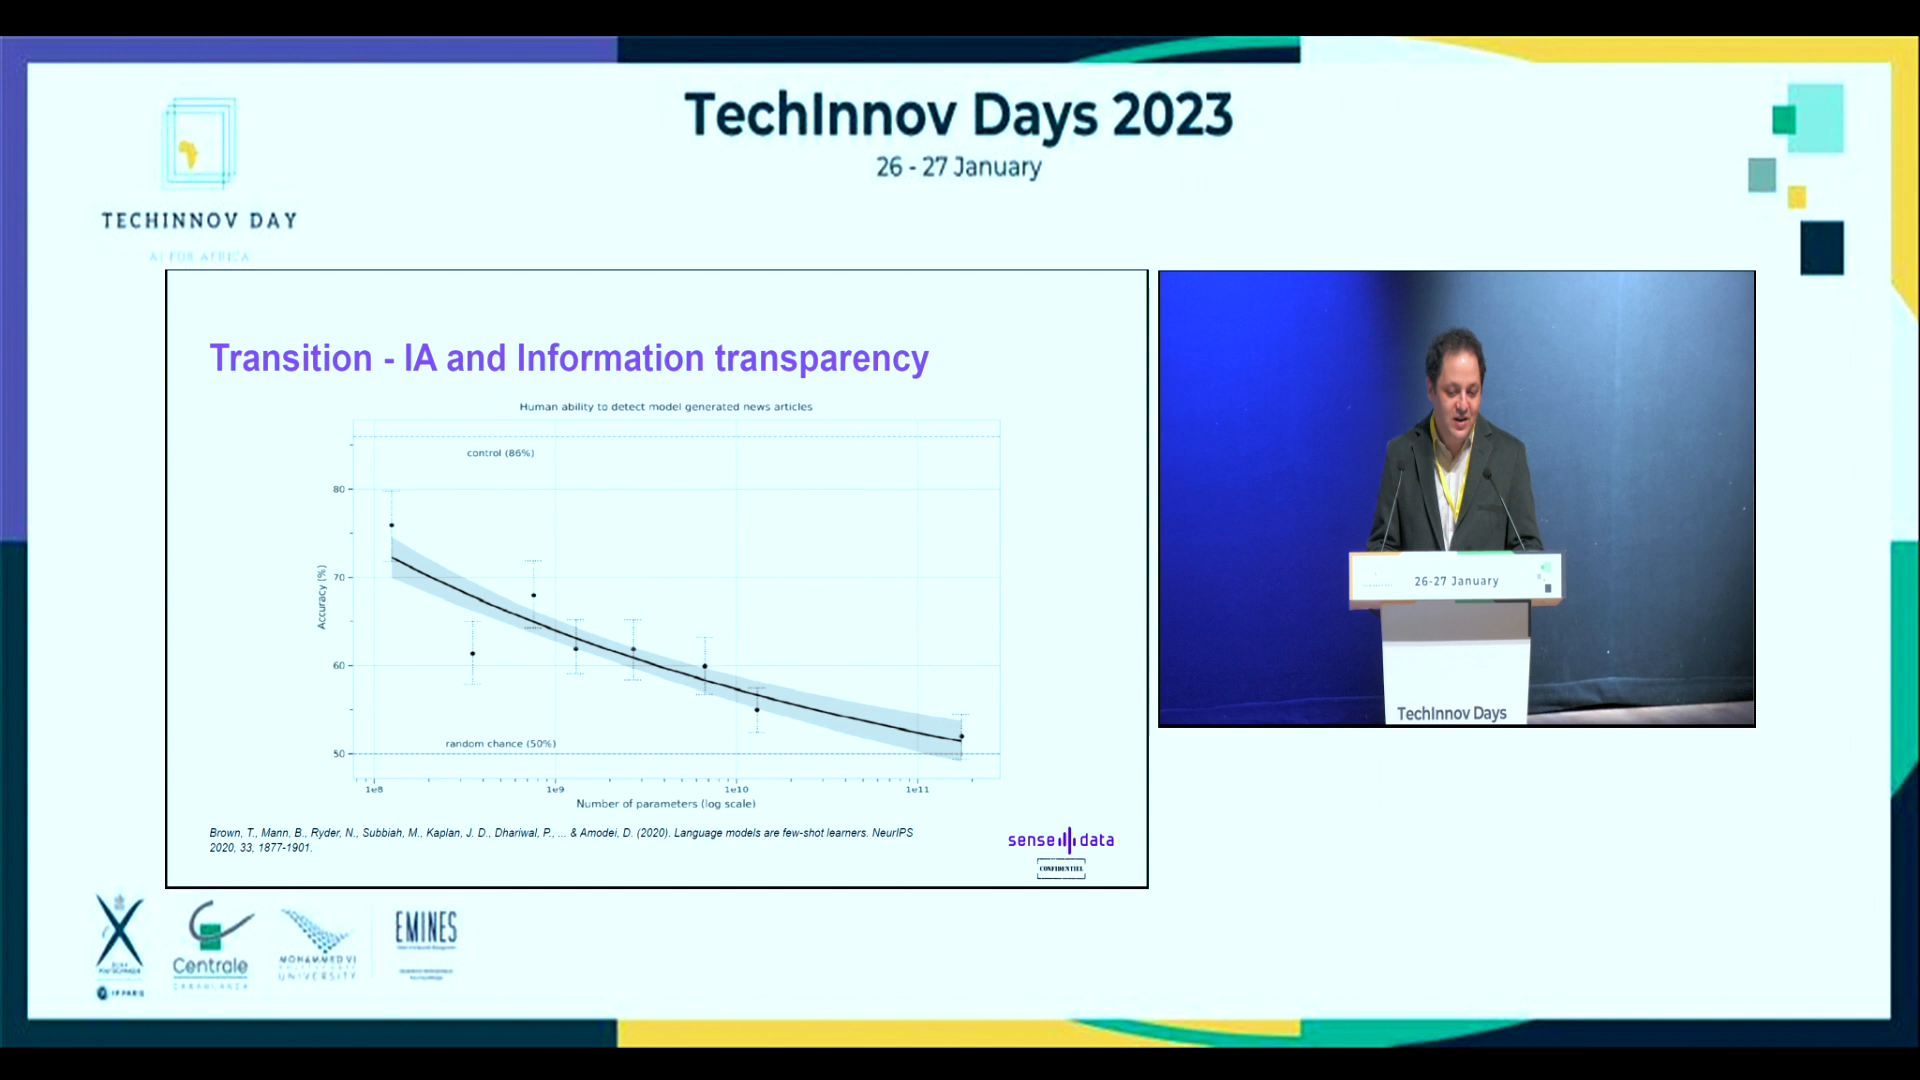 TechInnov Days 2023
26 - 27 January
TECHINNOV DAY
AI FOR AFRICA
Transition - IA and Information transparency
Human ability to detect model generated news articles
control (86%)
80
70
60
50
Accuracy (%)
random chance (50%)
1e8 1e9 1e10 1e11
Number of parameters (log scale)
Brown, T., Mann, B., Ryder, N., Subbiah, M., Kaplan, J. D., Dhariwal, P., ... & Amodei, D. (2020). Language models are few-shot learners. NeurIPS
2020, 33, 1877-1901.
sense data
CONFIDENTIEL
26-27 January
TechInnov Days
IP PARIS
Centrale
CASABLANCA
MOHAMMED VI
POLYTECHNIC
UNIVERSITY
EMINES